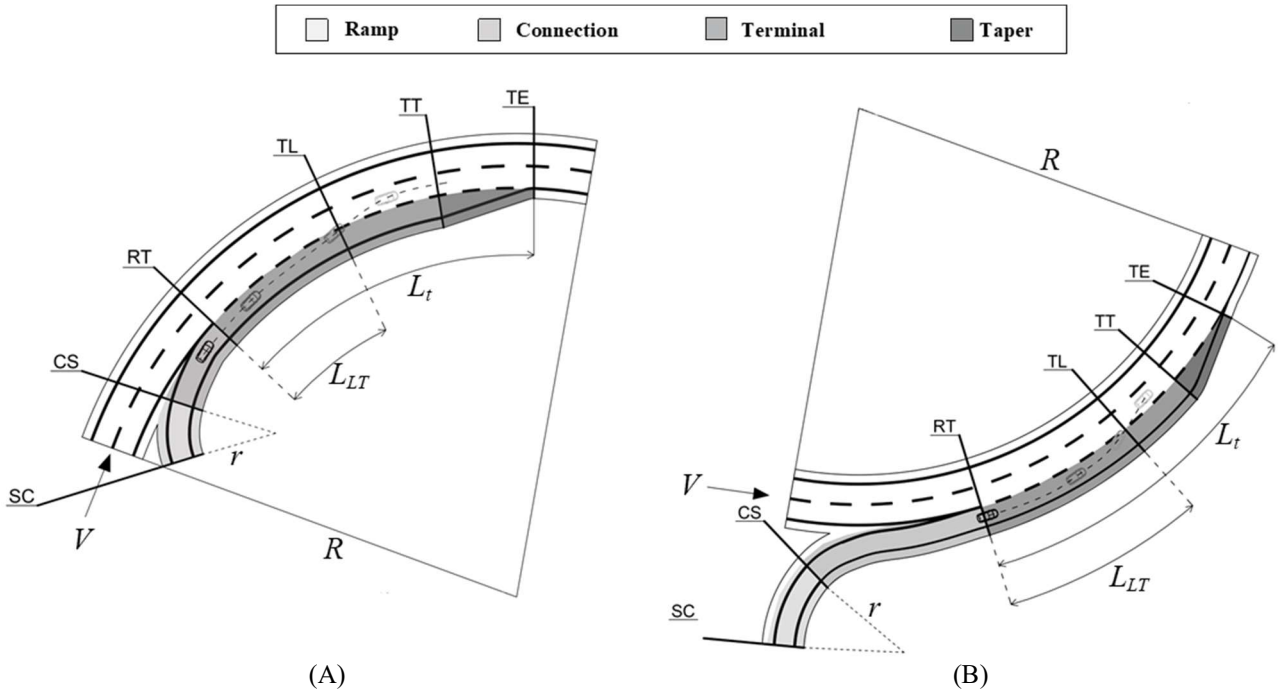 Ramp Connection Terminal Taper
TE
TT
TL
RT
L_t
L_LT
CS
r
SC
V
R
(A)
R
TE
TT
TL
RT
L_t
V
CS
L_LT
r
SC
(B)